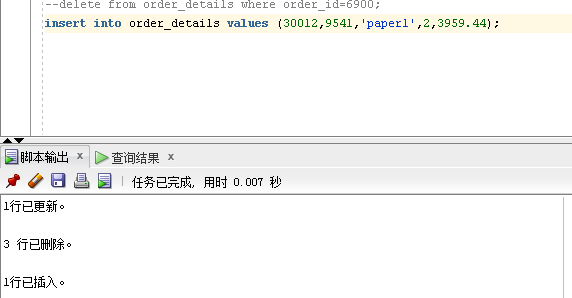 --delete from order_details where order_id=6900;
insert into order_details values (30012,9541,'paper1',2,3959.44);
脚本输出 x 查询结果 x
任务已完成, 用时 0.007 秒
1行已更新。
3 行已删除。
1行已插入。